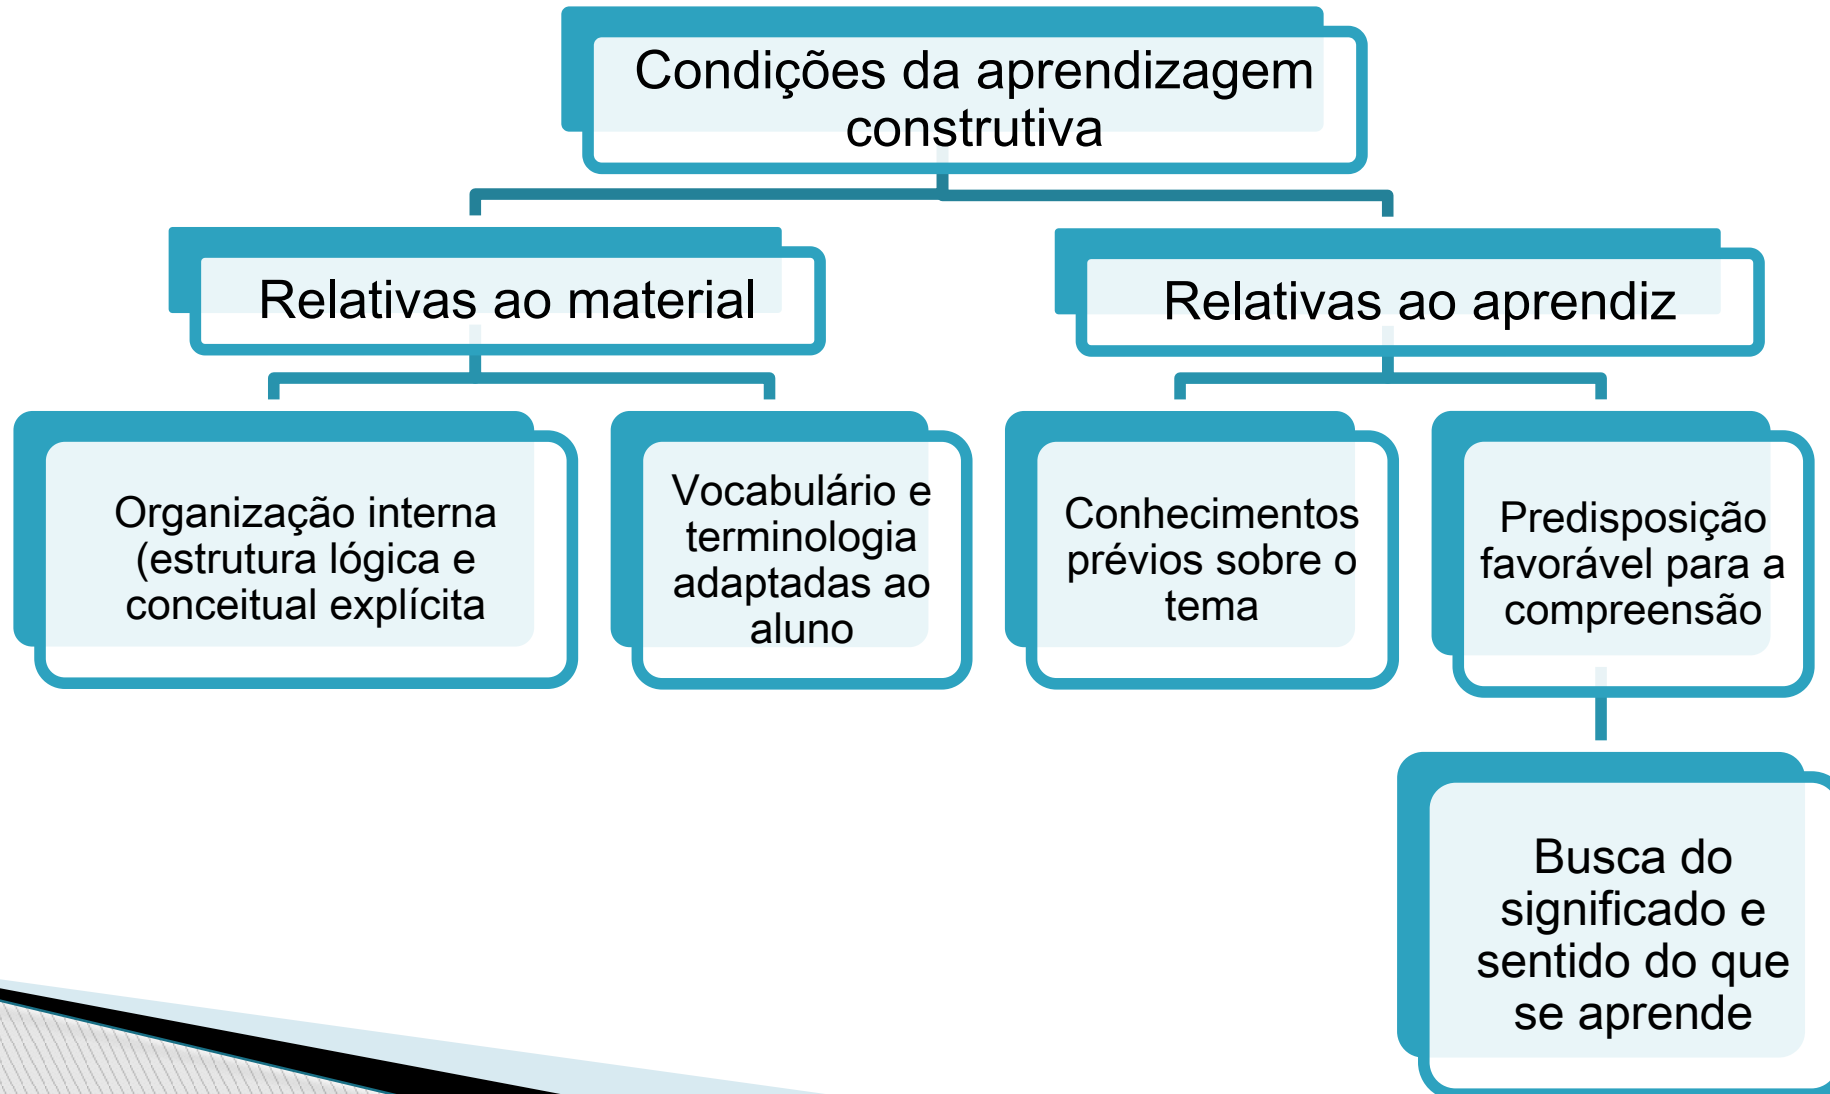 Condições da aprendizagem
construtiva
Relativas ao material
Relativas ao aprendiz
Organização interna
(estrutura lógica e
conceitual explícita
Vocabulário e
terminologia
adaptadas ao
aluno
Conhecimentos
prévios sobre o
tema
Predisposição
favorável para a
compreensão
Busca do
significado e
sentido do que
se aprende